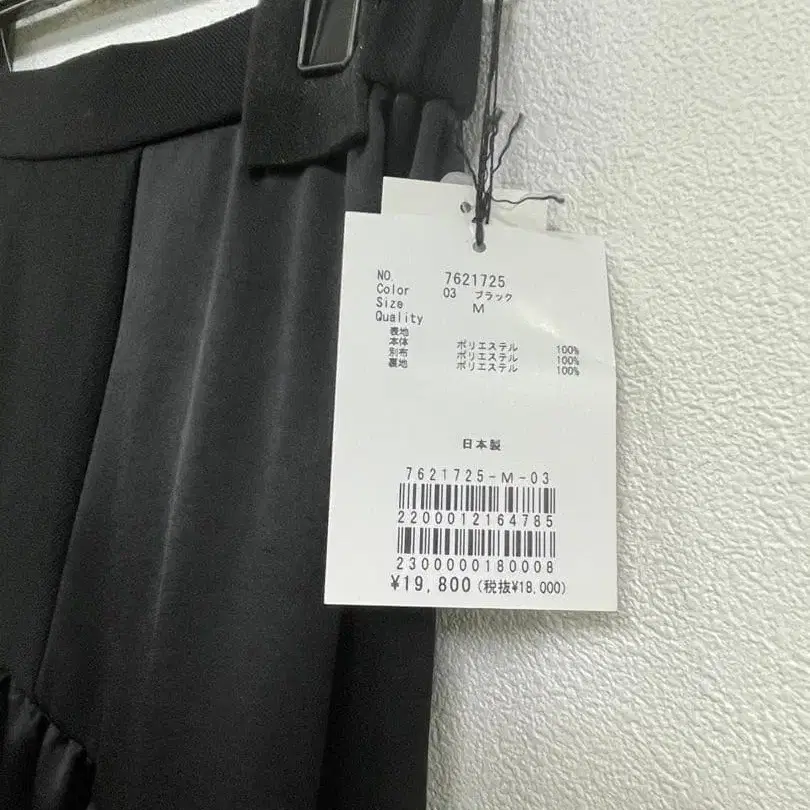 NO. 7621725
Color 03 ブラック
Size M
Quality
表地
本体 ポリエステル 100%
別布 ポリエステル 100%
裏地 ポリエステル 100%
日本製
7621725-M-03
2200012164785
2300000180008
¥19,800(税抜¥18,000)